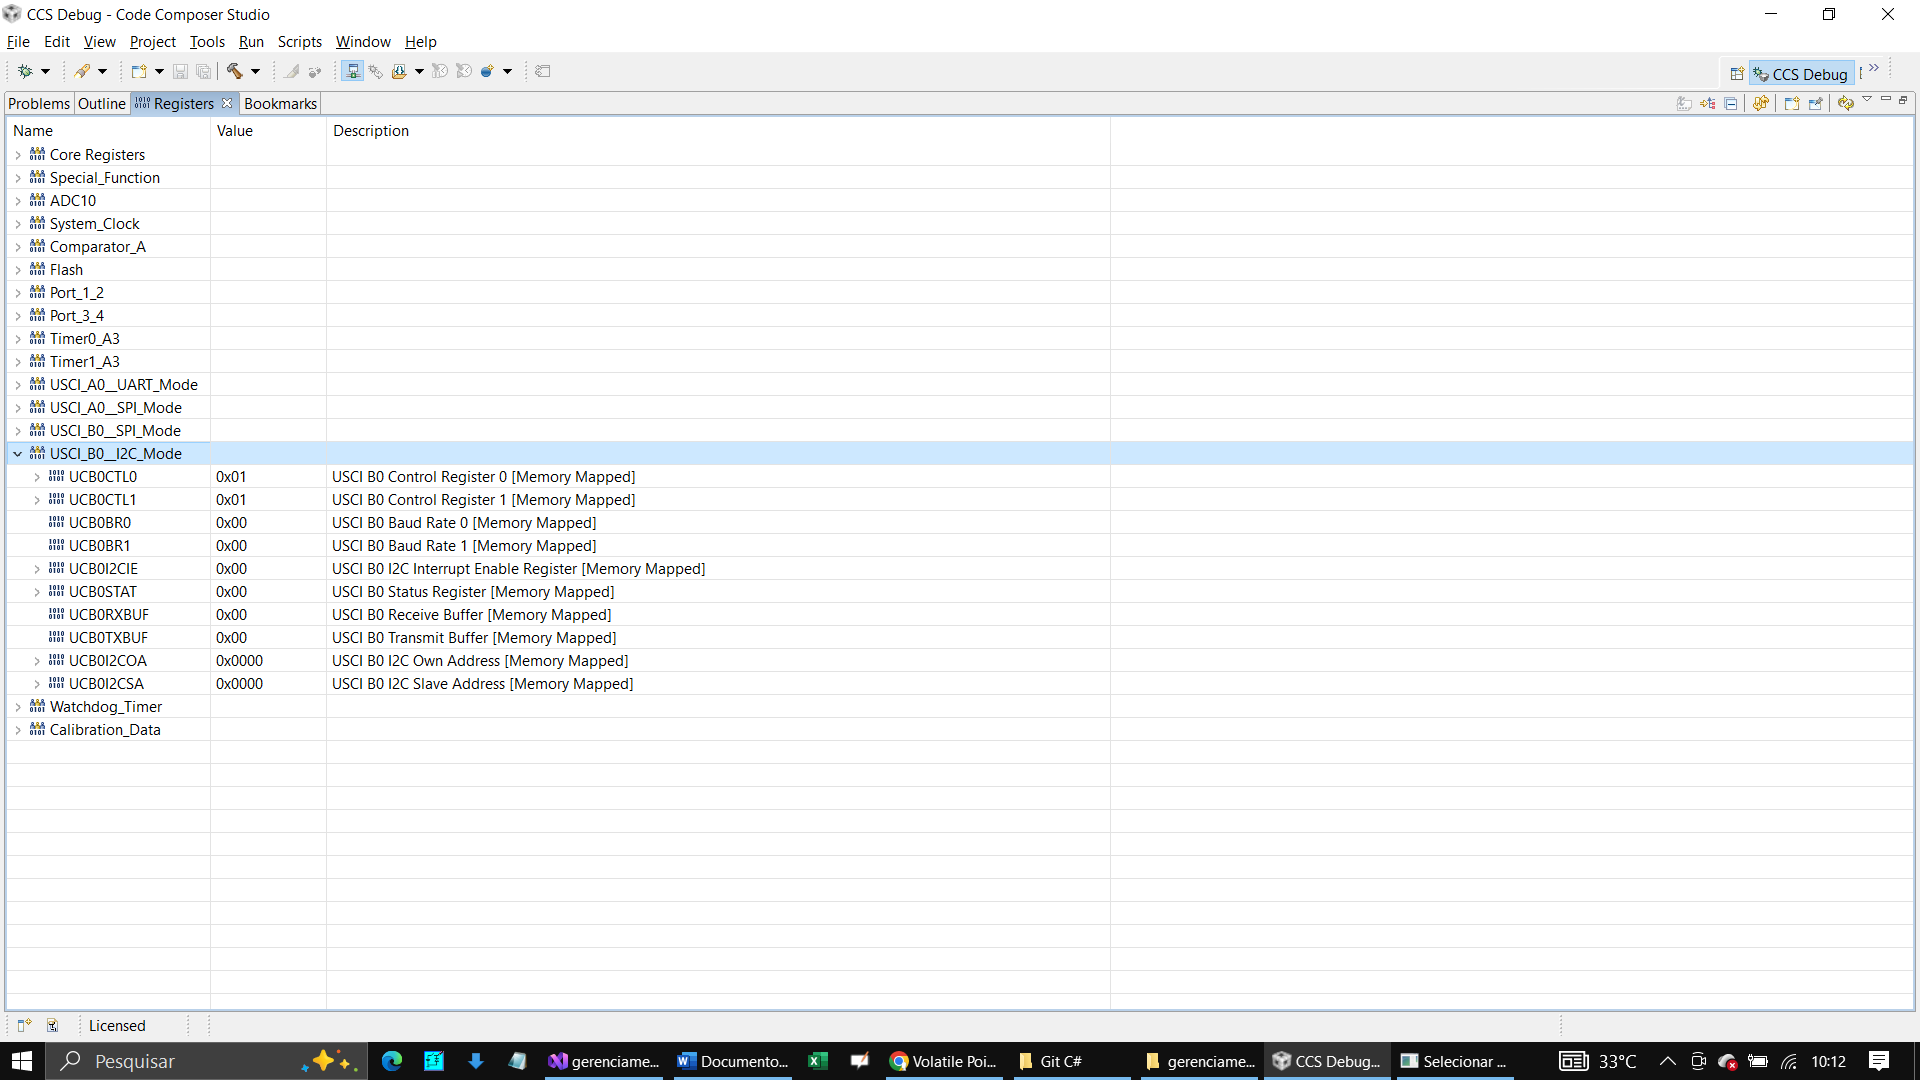 CCS Debug - Code Composer Studio
File Edit View Project Tools Run Scripts Window Help
CCS Debug
Problems Outline Registers Bookmarks
Name Value Description
Core Registers
Special_Function
ADC10
System_Clock
Comparator_A
Flash
Port_1_2
Port_3_4
Timer0_A3
Timer1_A3
USCI_A0__UART_Mode
USCI_A0__SPI_Mode
USCI_B0__SPI_Mode
USCI_B0__I2C_Mode
UCB0CTL0 0x01 USCI B0 Control Register 0 [Memory Mapped]
UCB0CTL1 0x01 USCI B0 Control Register 1 [Memory Mapped]
UCB0BR0 0x00 USCI B0 Baud Rate 0 [Memory Mapped]
UCB0BR1 0x00 USCI B0 Baud Rate 1 [Memory Mapped]
UCB0I2CIE 0x00 USCI B0 I2C Interrupt Enable Register [Memory Mapped]
UCB0STAT 0x00 USCI B0 Status Register [Memory Mapped]
UCB0RXBUF 0x00 USCI B0 Receive Buffer [Memory Mapped]
UCB0TXBUF 0x00 USCI B0 Transmit Buffer [Memory Mapped]
UCB0I2COA 0x0000 USCI B0 I2C Own Address [Memory Mapped]
UCB0I2CSA 0x0000 USCI B0 I2C Slave Address [Memory Mapped]
Watchdog_Timer
Calibration_Data
Licensed
Pesquisar gerenciame... Documento... Volatile Poi... Git C# gerenciame... CCS Debug... Selecionar ... 33°C 10:12